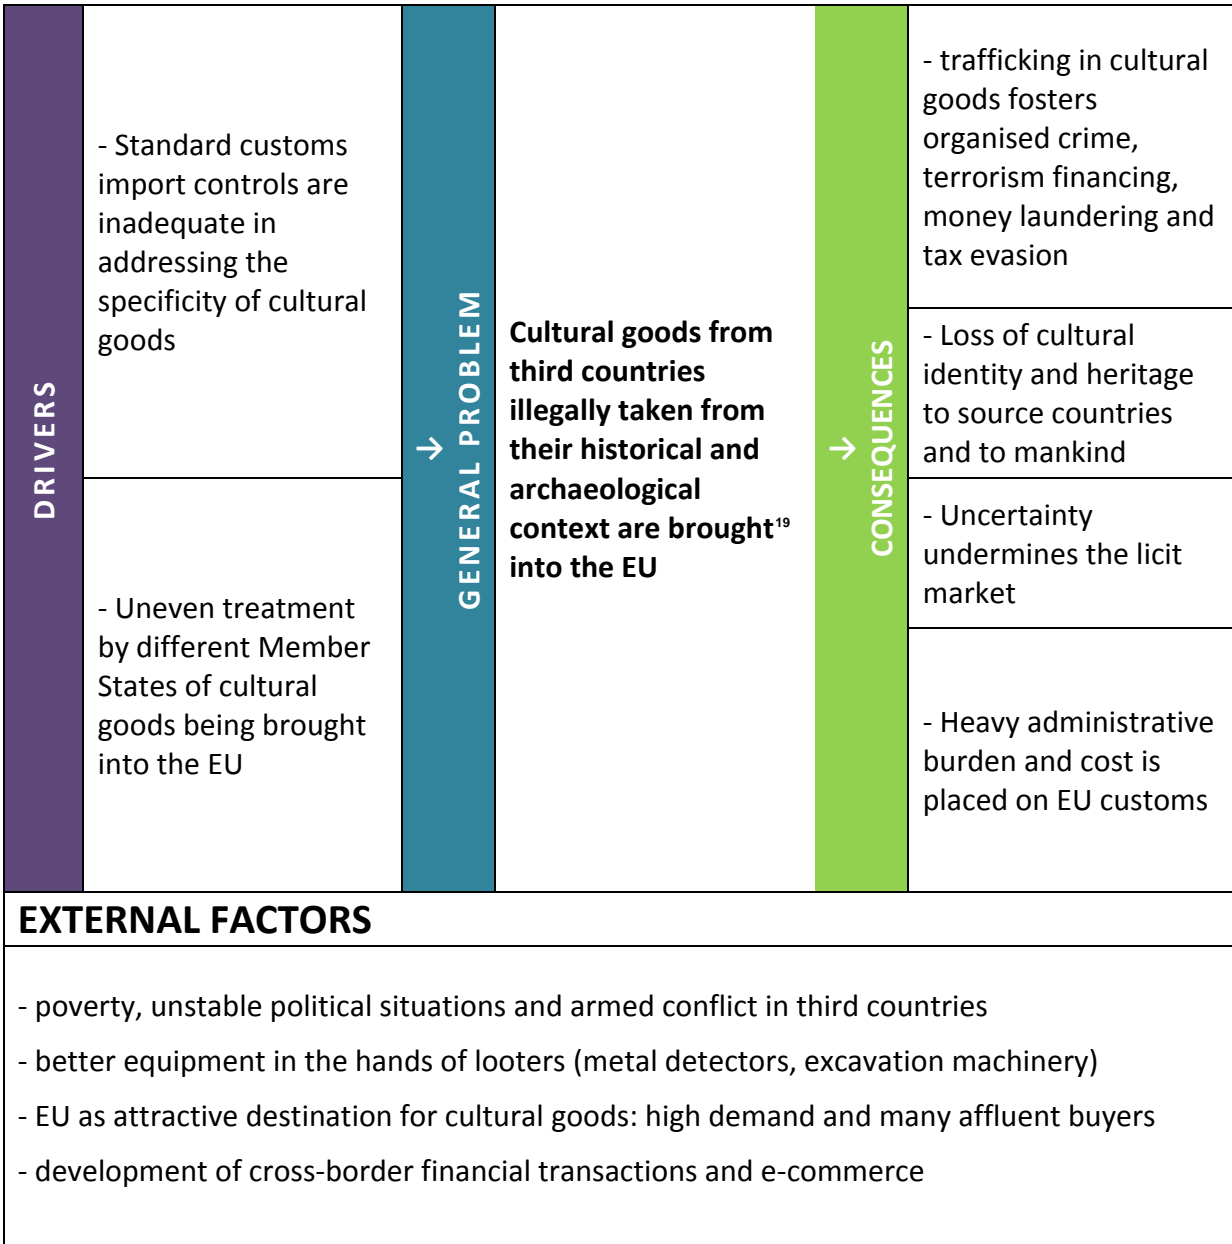 DRIVERS
- Standard customs
import controls are
inadequate in
addressing the
specificity of cultural
goods
- Uneven treatment
by different Member
States of cultural
goods being brought
into the EU
→ GENERAL PROBLEM
Cultural goods from
third countries
illegally taken from
their historical and
archaeological
context are brought¹⁹
into the EU
→ CONSEQUENCES
- trafficking in cultural
goods fosters
organised crime,
terrorism financing,
money laundering and
tax evasion
- Loss of cultural
identity and heritage
to source countries
and to mankind
- Uncertainty
undermines the licit
market
- Heavy administrative
burden and cost is
placed on EU customs
EXTERNAL FACTORS
- poverty, unstable political situations and armed conflict in third countries
- better equipment in the hands of looters (metal detectors, excavation machinery)
- EU as attractive destination for cultural goods: high demand and many affluent buyers
- development of cross-border financial transactions and e-commerce